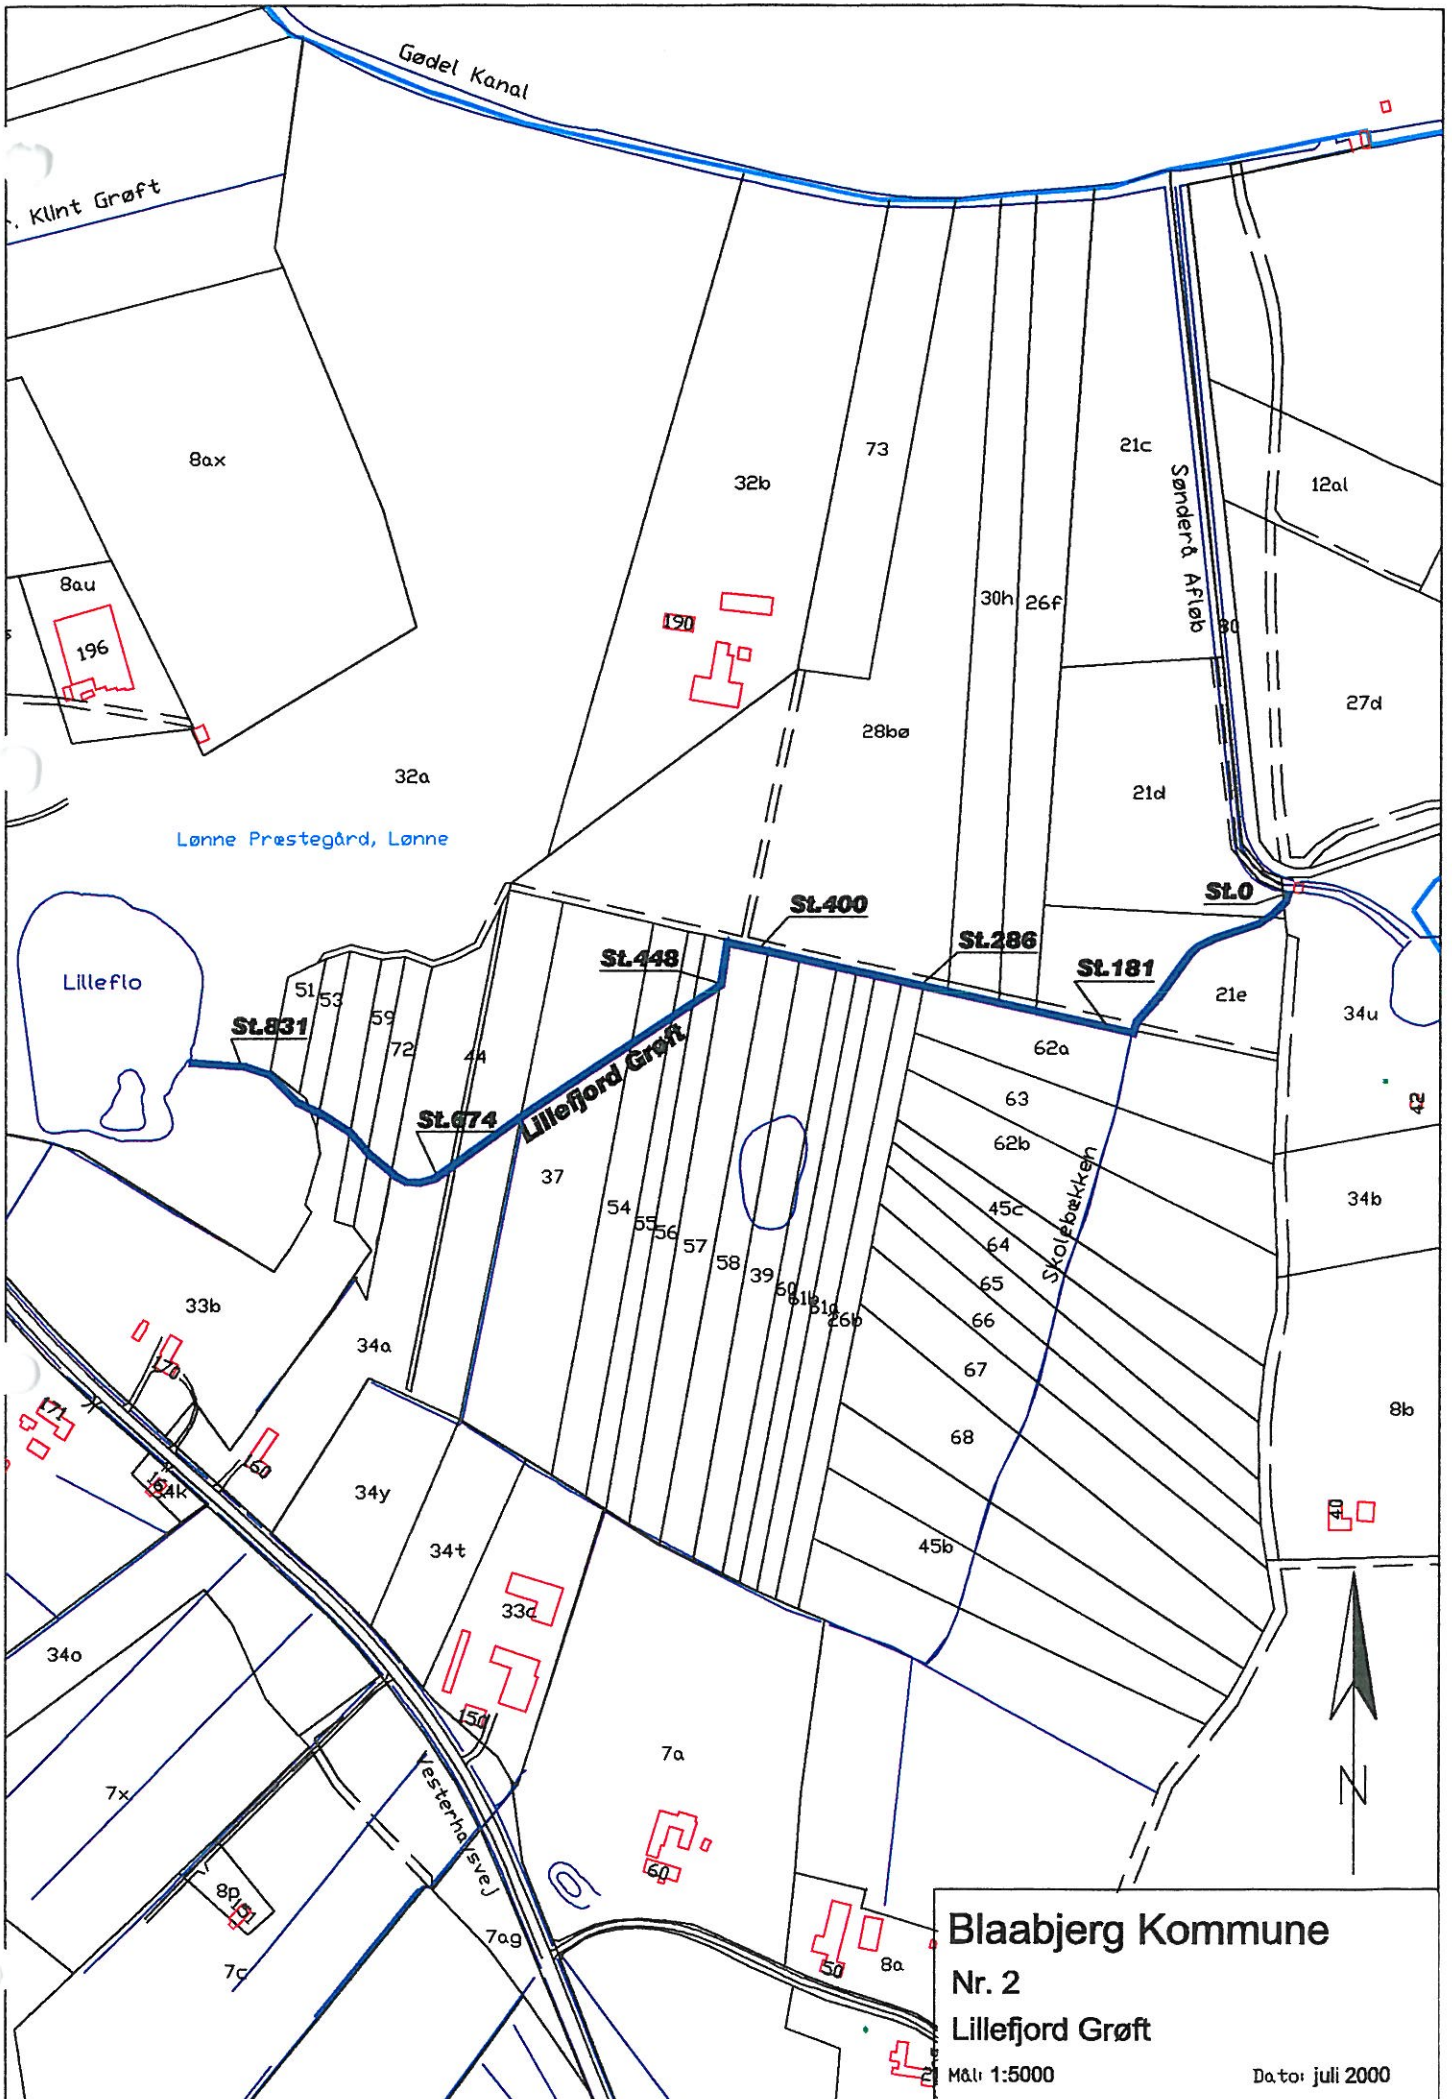 Gødel Kanal
. Klint Grøft
8ax
8au
196
32a
Lønne Præstegård, Lønne
32b
73
190
28bø
30h
26f
21c
Sønderå Afløb
80
12al
27d
21d
St.0
St.400
St.448
St.286
St.181
Lilleflo
St.831
51
53
59
72
44
St.674
Lillefjord Grøft
21e
34u
42
62a
63
62b
45c
64
65
66
67
68
45b
Skolebækken
34b
8b
40
37
54
55
56
57
58
39
60
61b
61a
26b
33b
34a
170
171
160
34k
34y
34t
33c
150
34o
7x
Vesterhavsvej
7a
60
8p
151
7c
7ag
50
8a
N
Blaabjerg Kommune
Nr. 2
Lillefjord Grøft
Mål: 1:5000 Dato: juli 2000